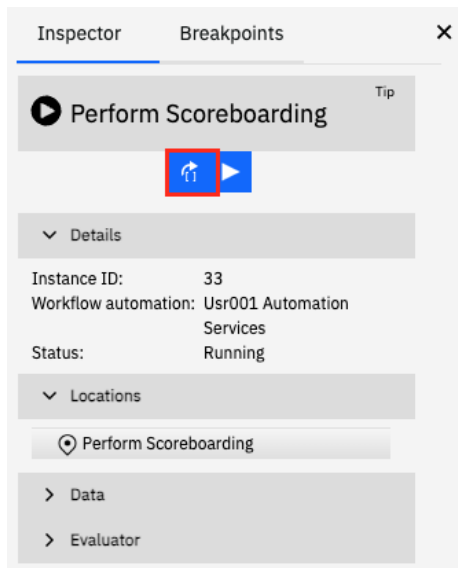 Inspector Breakpoints
Tip
Perform Scoreboarding
Details
Instance ID: 33
Workflow automation: Usr001 Automation
Services
Status: Running
Locations
Perform Scoreboarding
Data
Evaluator